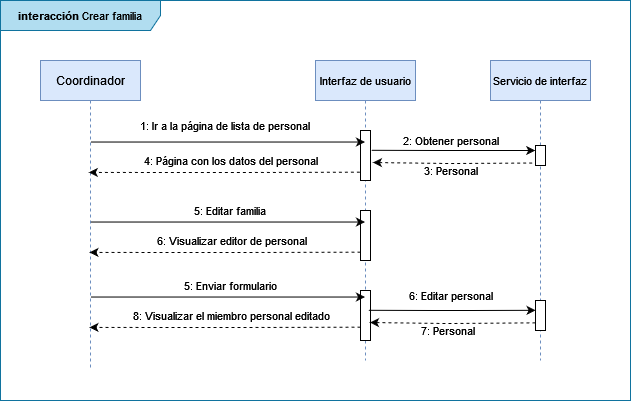 interacción Crear familia
Coordinador
Interfaz de usuario
Servicio de interfaz
1: Ir a la página de lista de personal
2: Obtener personal
4: Página con los datos del personal
3: Personal
5: Editar familia
6: Visualizar editor de personal
5: Enviar formulario
6: Editar personal
8: Visualizar el miembro personal editado
7: Personal